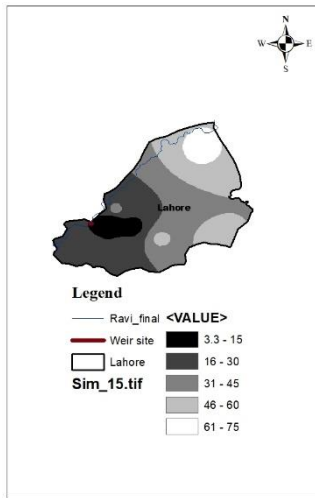 N
W E
S
Lahore
Legend
Ravi_final <VALUE>
Weir site 3.3 - 15
Lahore 16 - 30
Sim_15.tif 31 - 45
46 - 60
61 - 75